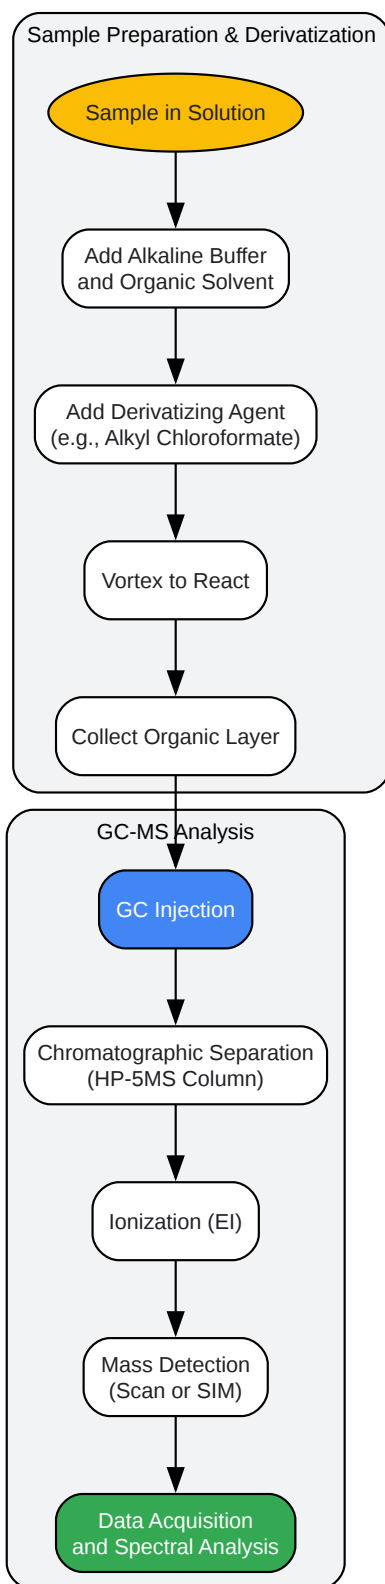 Sample Preparation & Derivatization
Sample in Solution
Add Alkaline Buffer
and Organic Solvent
Add Derivatizing Agent
(e.g., Alkyl Chloroformate)
Vortex to React
Collect Organic Layer
GC-MS Analysis
GC Injection
Chromatographic Separation
(HP-5MS Column)
Ionization (EI)
Mass Detection
(Scan or SIM)
Data Acquisition
and Spectral Analysis